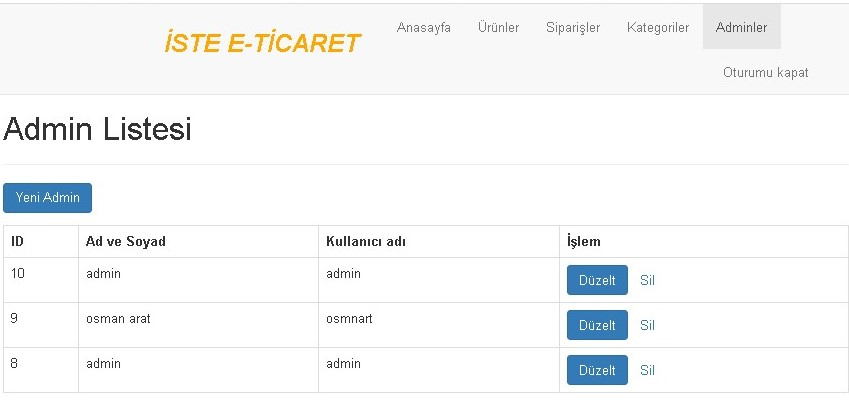 İSTE E-TİCARET
Anasayfa Ürünler Siparişler Kategoriler Adminler
Oturumu kapat
Admin Listesi
Yeni Admin
ID Ad ve Soyad Kullanıcı adı İşlem
10 admin admin Düzelt Sil
9 osman arat osmnart Düzelt Sil
8 admin admin Düzelt Sil